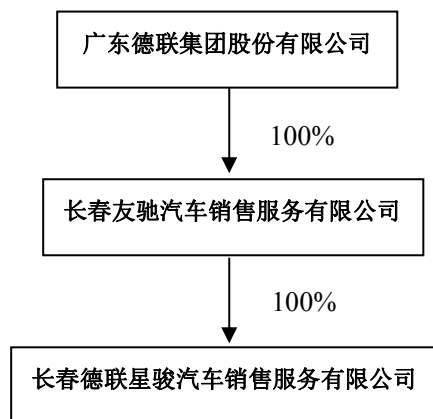 广东德联集团股份有限公司
100%
长春友驰汽车销售服务有限公司
100%
长春德联星骏汽车销售服务有限公司